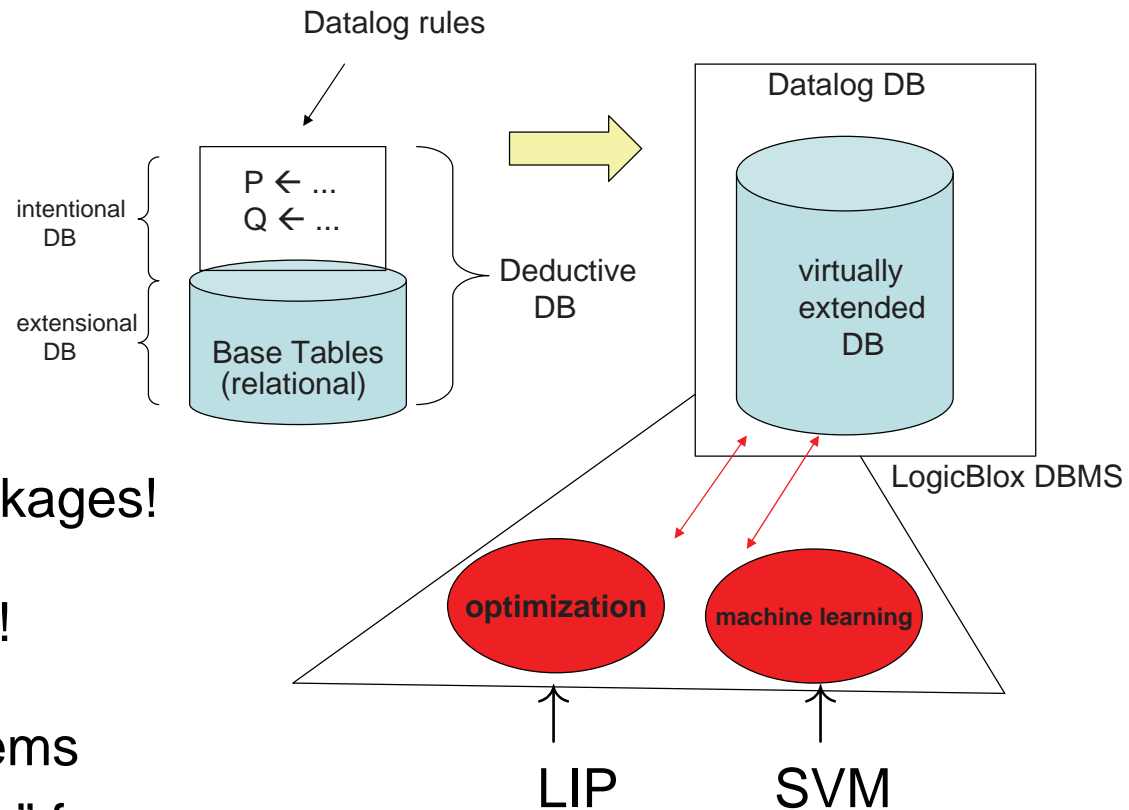 Datalog rules
P ← ...
Q ← ...
intentional
DB
extensional
DB
Base Tables
(relational)
Deductive
DB
Datalog DB
virtually
extended
DB
LogicBlox DBMS
kages!
!
optimization
machine learning
ems
" f
LIP
SVM